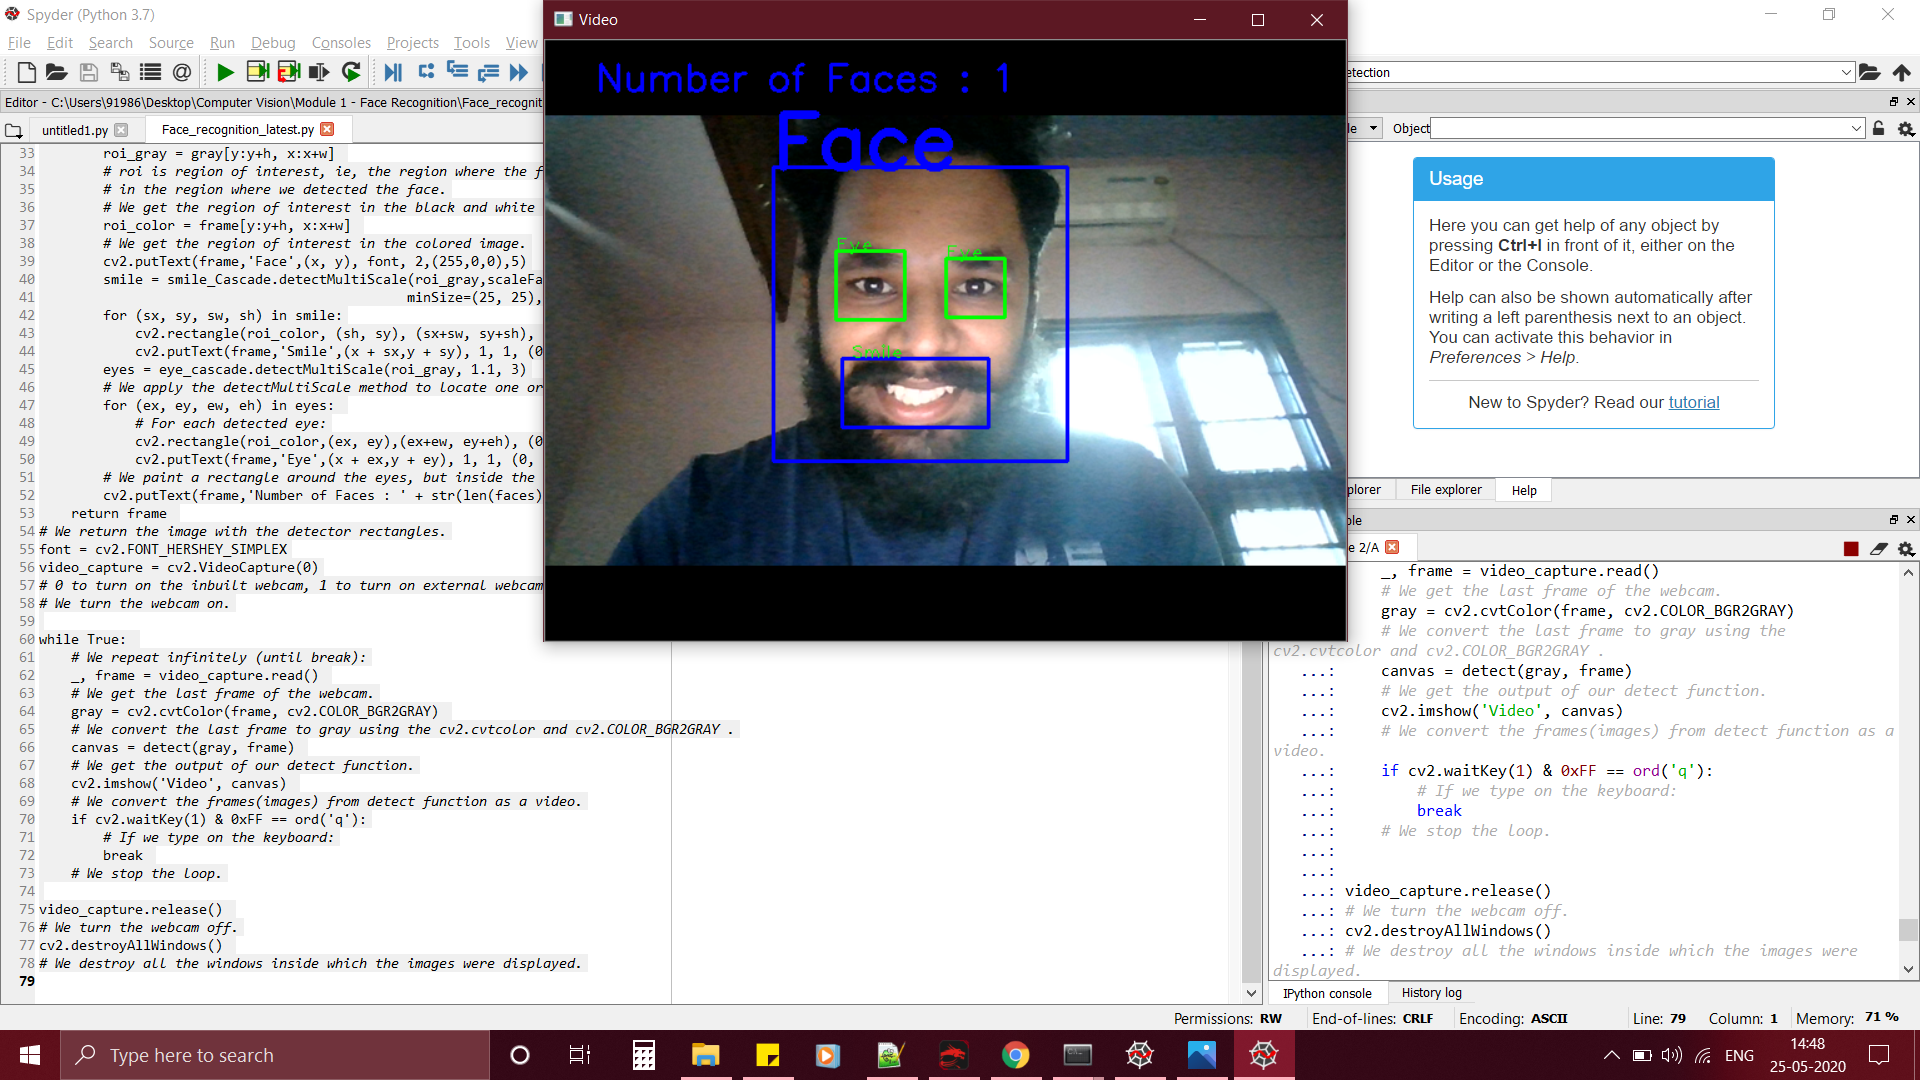 Spyder (Python 3.7)
File Edit Search Source Run Debug Consoles Projects Tools View
Editor - C:\Users\91986\Desktop\Computer Vision\Module 1 - Face Recognition\Face_recognit
untitled1.py Face_recognition_latest.py
33 roi_gray = gray[y:y+h, x:x+w]
34 # roi is region of interest, ie, the region where the f
35 # in the region where we detected the face.
36 # We get the region of interest in the black and white
37 roi_color = frame[y:y+h, x:x+w]
38 # We get the region of interest in the colored image.
39 cv2.putText(frame,'Face',(x, y), font, 2,(255,0,0),5)
40 smile = smile_Cascade.detectMultiScale(roi_gray,scaleFa
41 minSize=(25, 25),
42 for (sx, sy, sw, sh) in smile:
43 cv2.rectangle(roi_color, (sh, sy), (sx+sw, sy+sh),
44 cv2.putText(frame,'Smile',(x + sx,y + sy), 1, 1, (0
45 eyes = eye_cascade.detectMultiScale(roi_gray, 1.1, 3)
46 # We apply the detectMultiScale method to locate one or
47 for (ex, ey, ew, eh) in eyes:
48 # For each detected eye:
49 cv2.rectangle(roi_color,(ex, ey),(ex+ew, ey+eh), (0
50 cv2.putText(frame,'Eye',(x + ex,y + ey), 1, 1, (0,
51 # We paint a rectangle around the eyes, but inside the
52 cv2.putText(frame,'Number of Faces : ' + str(len(faces)
53 return frame
54 # We return the image with the detector rectangles.
55 font = cv2.FONT_HERSHEY_SIMPLEX
56 video_capture = cv2.VideoCapture(0)
57 # 0 to turn on the inbuilt webcam, 1 to turn on external webcam
58 # We turn the webcam on.
59
60 while True:
61 # We repeat infinitely (until break):
62 _, frame = video_capture.read()
63 # We get the last frame of the webcam.
64 gray = cv2.cvtColor(frame, cv2.COLOR_BGR2GRAY)
65 # We convert the last frame to gray using the cv2.cvtcolor and cv2.COLOR_BGR2GRAY .
66 canvas = detect(gray, frame)
67 # We get the output of our detect function.
68 cv2.imshow('Video', canvas)
69 # We convert the frames(images) from detect function as a video.
70 if cv2.waitKey(1) & 0xFF == ord('q'):
71 # If we type on the keyboard:
72 break
73 # We stop the loop.
74
75 video_capture.release()
76 # We turn the webcam off.
77 cv2.destroyAllWindows()
78 # We destroy all the windows inside which the images were displayed.
79
Video
Number of Faces : 1
Face
Eye Eye
Smile
etection
le Object
Usage
Here you can get help of any object by
pressing Ctrl+I in front of it, either on the
Editor or the Console.
Help can also be shown automatically after
writing a left parenthesis next to an object.
You can activate this behavior in
Preferences > Help.
New to Spyder? Read our tutorial
plorer File explorer Help
ole
e 2/A
_, frame = video_capture.read()
# We get the last frame of the webcam.
gray = cv2.cvtColor(frame, cv2.COLOR_BGR2GRAY)
# We convert the last frame to gray using the
cv2.cvtcolor and cv2.COLOR_BGR2GRAY .
...: canvas = detect(gray, frame)
...: # We get the output of our detect function.
...: cv2.imshow('Video', canvas)
...: # We convert the frames(images) from detect function as a
video.
...: if cv2.waitKey(1) & 0xFF == ord('q'):
...: # If we type on the keyboard:
...: break
...: # We stop the loop.
...:
...:
...: video_capture.release()
...: # We turn the webcam off.
...: cv2.destroyAllWindows()
...: # We destroy all the windows inside which the images were
displayed.
IPython console History log
Permissions: RW End-of-lines: CRLF Encoding: ASCII Line: 79 Column: 1 Memory: 71 %
Type here to search
ENG
14:48
25-05-2020